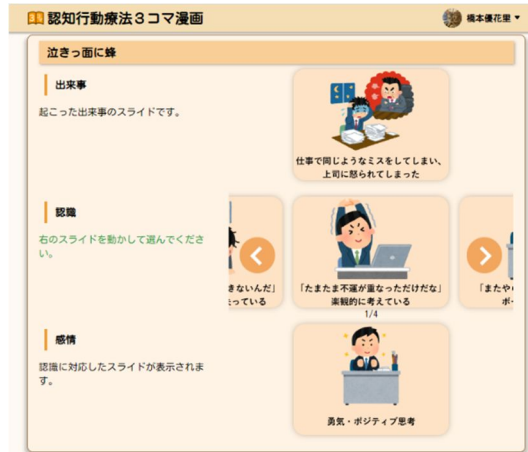 認知行動療法３コマ漫画
橋本優花里
泣きっ面に蜂
出来事
起こった出来事のスライドです。
仕事で同じようなミスをしてしまい、
上司に怒られてしまった
認識
右のスライドを動かして選んでくださ
い。
きないんだ」
っている
「たまたま不運が重なっただけだな」
楽観的に考えている
1/4
「またや
ポ
感情
認識に対応したスライドが表示されま
す。
勇気・ポジティブ思考